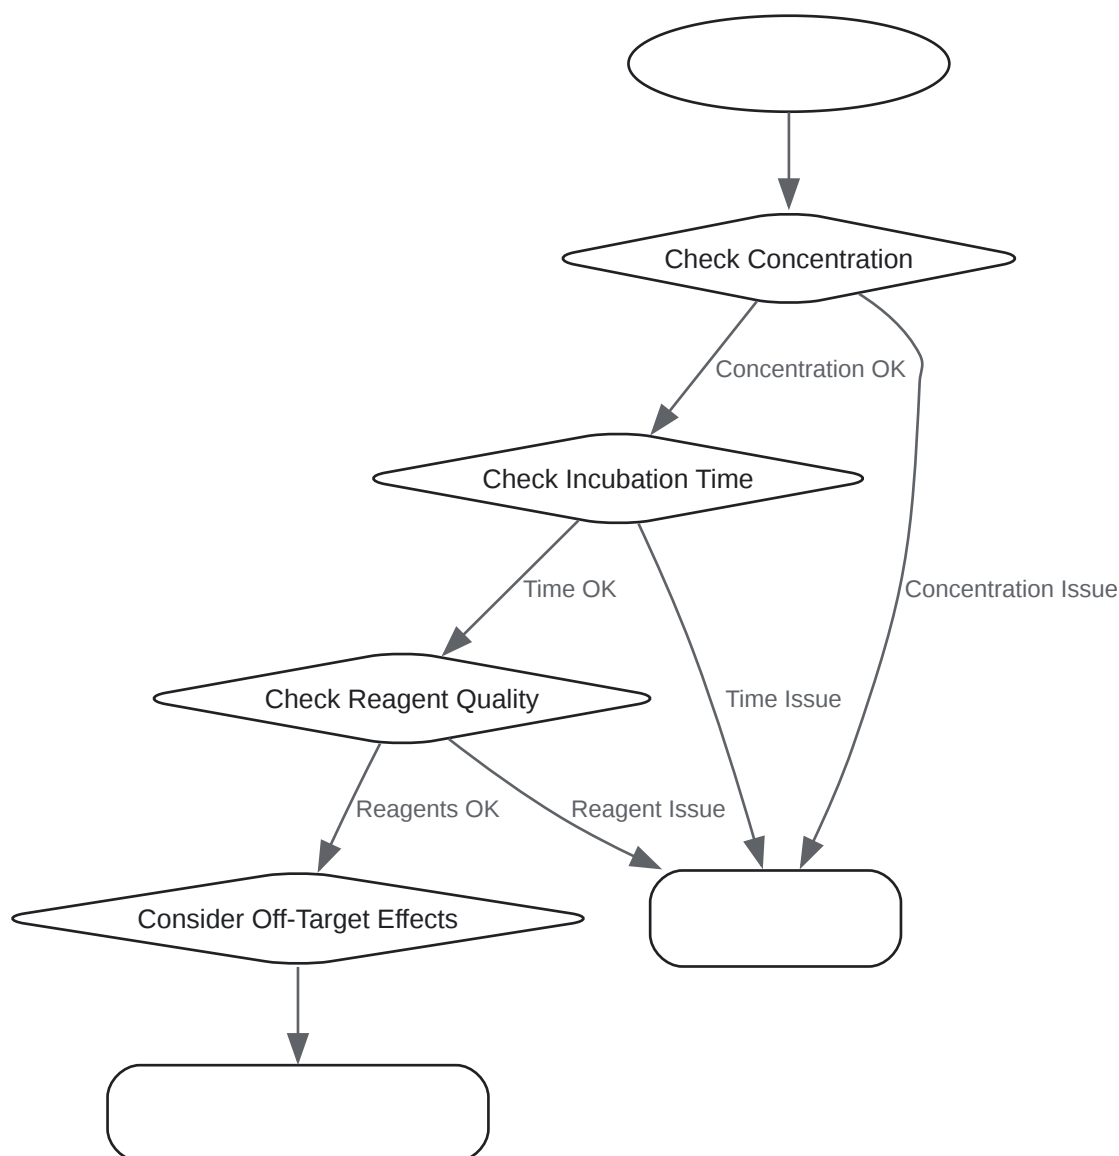 Check Concentration
Concentration OK
Check Incubation Time
Time OK
Concentration Issue
Check Reagent Quality
Time Issue
Reagents OK
Reagent Issue
Consider Off-Target Effects